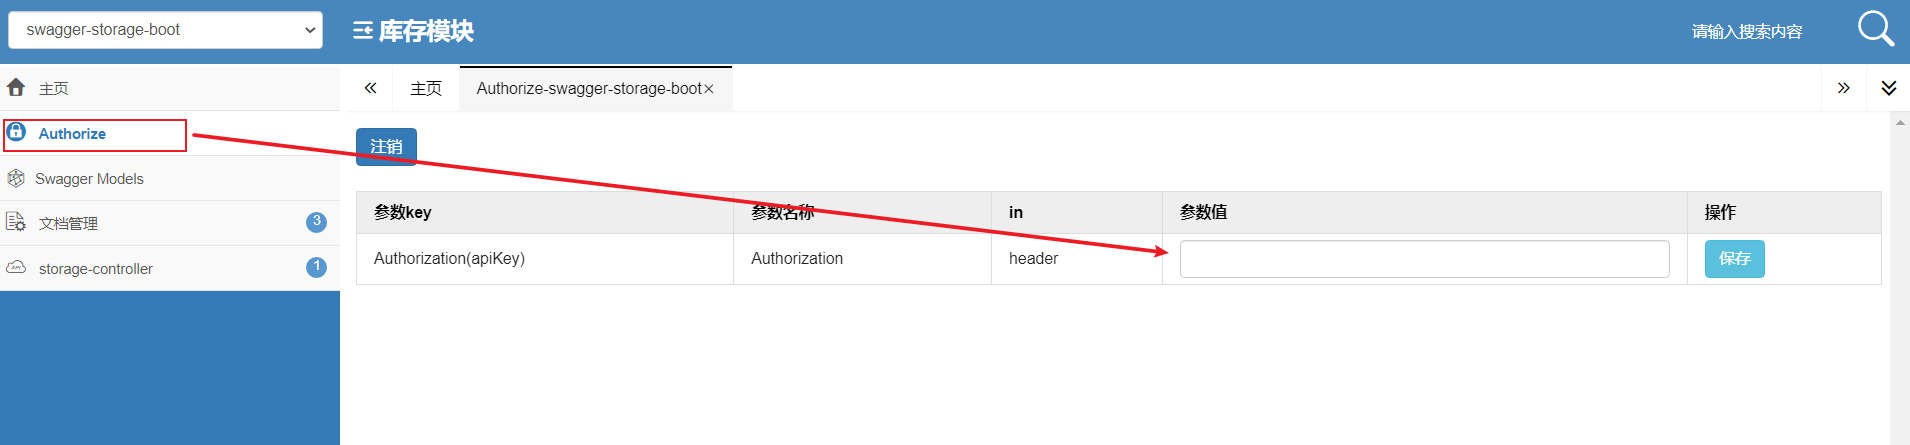 swagger-storage-boot
库存模块
请输入搜索内容
主页
Authorize
Swagger Models
文档管理
3
storage-controller
1
主页
Authorize-swagger-storage-boot×
注销
参数key
参数名称
in
参数值
操作
Authorization(apiKey)
Authorization
header
保存